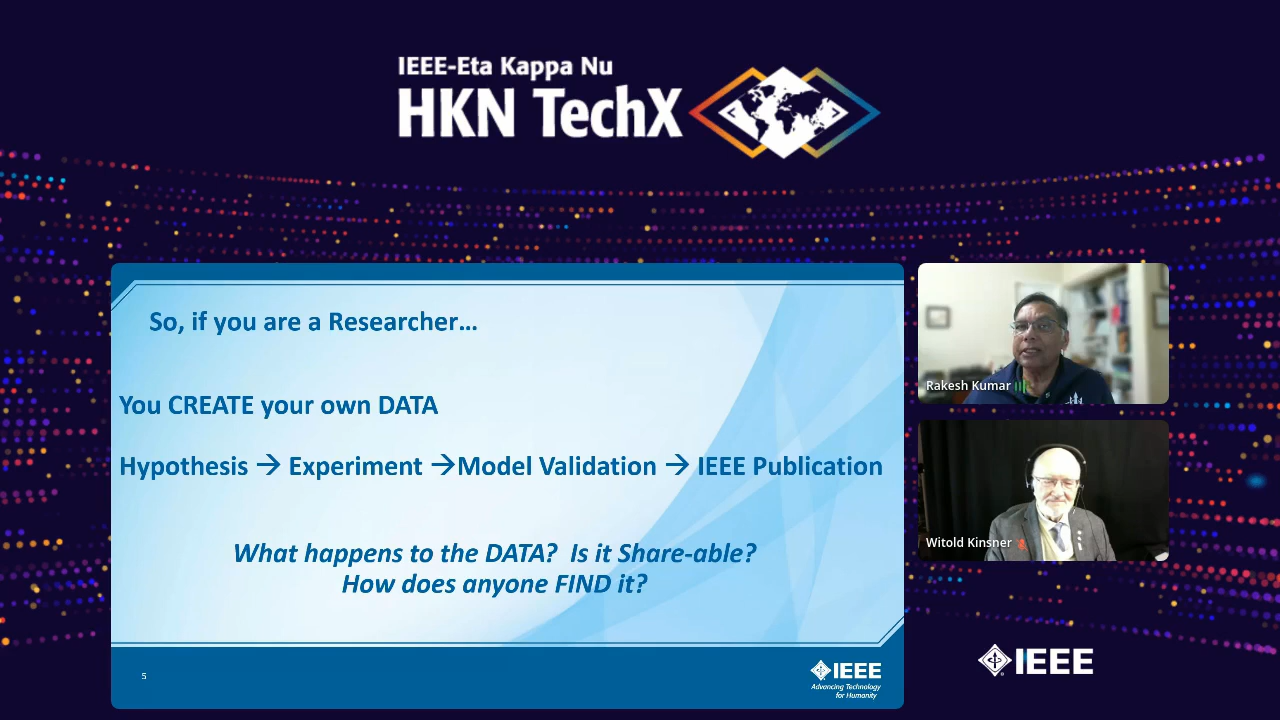 IEEE-Eta Kappa Nu
HKN TechX
So, if you are a Researcher...
You CREATE your own DATA
Hypothesis → Experiment →Model Validation → IEEE Publication
What happens to the DATA? Is it Share-able?
How does anyone FIND it?
5
IEEE
Advancing Technology
for Humanity
Rakesh Kumar
Witold Kinsner
IEEE